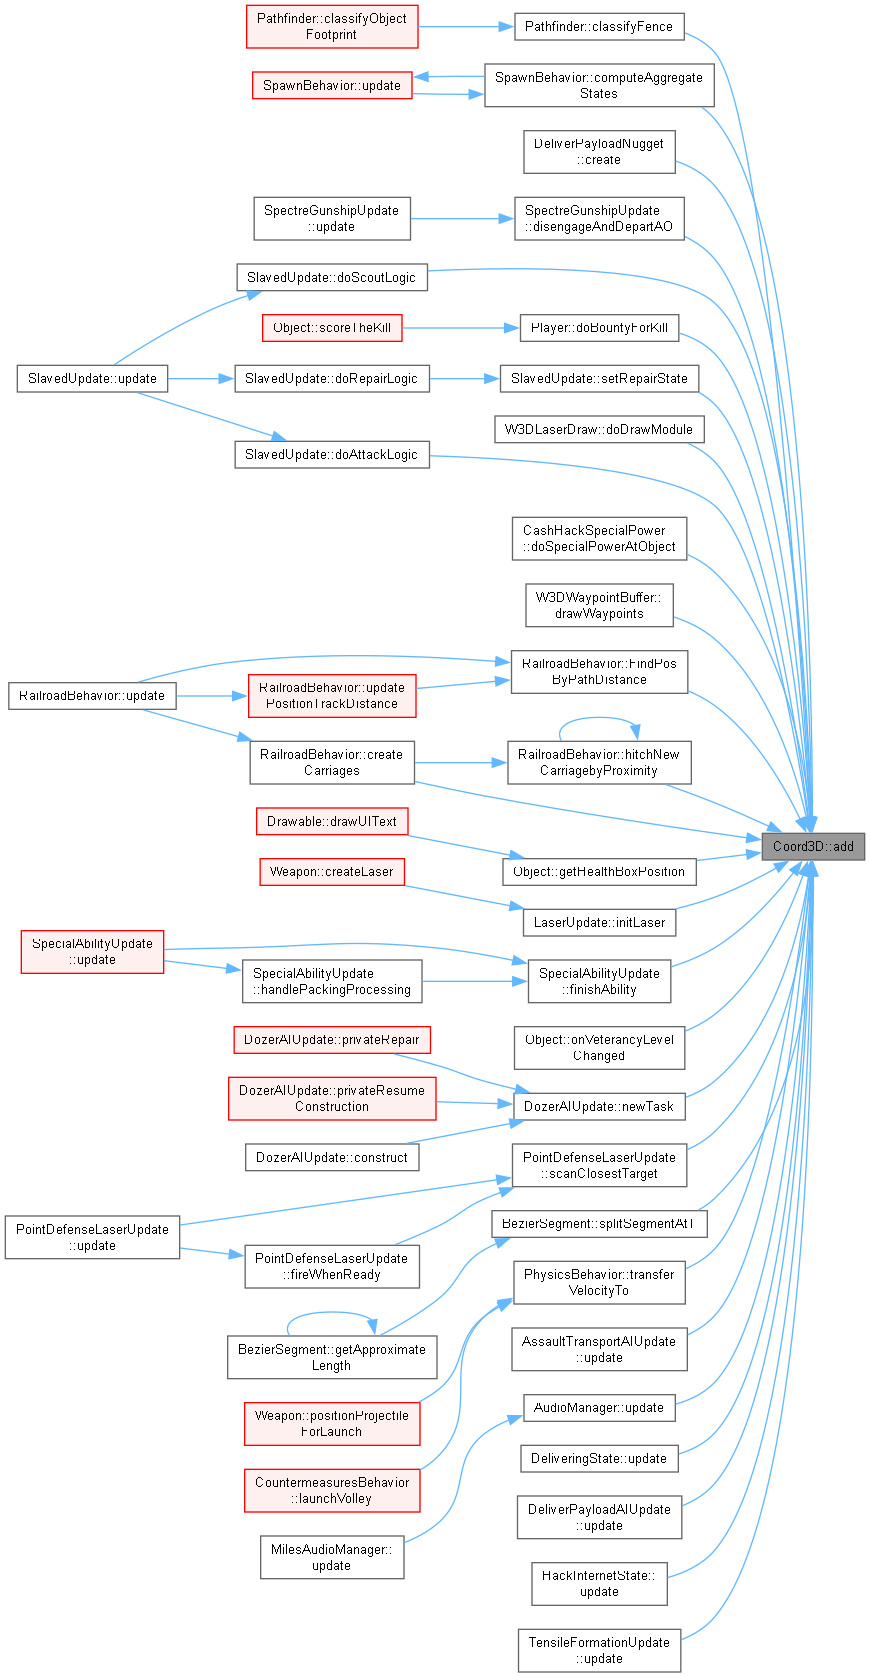 Pathfinder::classifyObject
Footprint
Pathfinder::classifyFence
SpawnBehavior::update
SpawnBehavior::computeAggregate
States
DeliverPayloadNugget
::create
SpectreGunshipUpdate
::update
SpectreGunshipUpdate
::disengageAndDepartAO
SlavedUpdate::doScoutLogic
Object::scoreTheKill
Player::doBountyForKill
SlavedUpdate::update
SlavedUpdate::doRepairLogic
SlavedUpdate::setRepairState
W3DLaserDraw::doDrawModule
SlavedUpdate::doAttackLogic
CashHackSpecialPower
::doSpecialPowerAtObject
W3DWaypointBuffer::
drawWaypoints
RailroadBehavior::FindPos
ByPathDistance
RailroadBehavior::update
RailroadBehavior::update
PositionTrackDistance
RailroadBehavior::create
Carriages
RailroadBehavior::hitchNew
CarriagebyProximity
Drawable::drawUIText
Coord3D::add
Weapon::createLaser
Object::getHealthBoxPosition
LaserUpdate::initLaser
SpecialAbilityUpdate
::update
SpecialAbilityUpdate
::handlePackingProcessing
SpecialAbilityUpdate
::finishAbility
DozerAIUpdate::privateRepair
Object::onVeterancyLevel
Changed
DozerAIUpdate::privateResume
Construction
DozerAIUpdate::newTask
DozerAIUpdate::construct
PointDefenseLaserUpdate
::scanClosestTarget
PointDefenseLaserUpdate
::update
BezierSegment::splitSegmentAtT
PointDefenseLaserUpdate
::fireWhenReady
PhysicsBehavior::transfer
VelocityTo
BezierSegment::getApproximate
Length
AssaultTransportAIUpdate
::update
Weapon::positionProjectile
ForLaunch
AudioManager::update
CountermeasuresBehavior
::launchVolley
DeliveringState::update
DeliverPayloadAIUpdate
::update
MilesAudioManager::
update
HackInternetState::
update
TensileFormationUpdate
::update